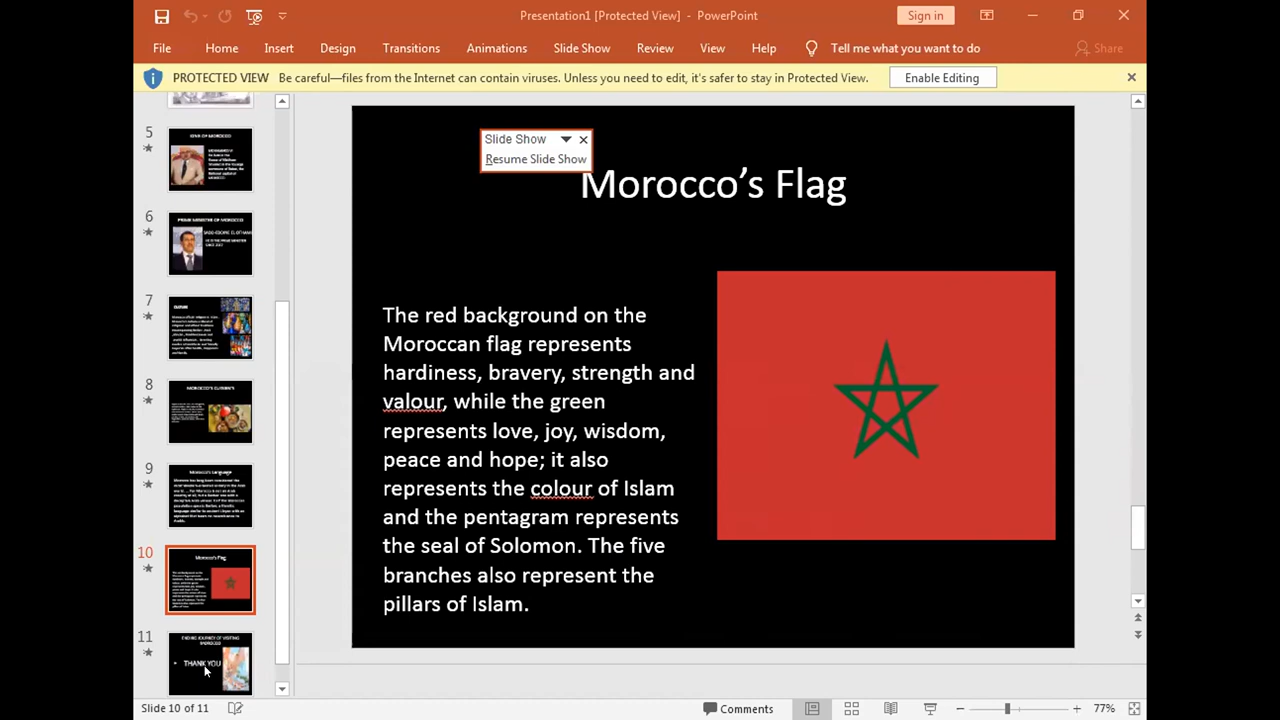 Presentation1 [Protected View] - PowerPoint
Sign in
File Home Insert Design Transitions Animations Slide Show Review View Help Tell me what you want to do Share
PROTECTED VIEW Be careful—files from the Internet can contain viruses. Unless you need to edit, it's safer to stay in Protected View. Enable Editing
Slide Show
Resume Slide Show
5
6
PRIME MINISTER OF MOROCCO
7
8
9
Morocco's Language
10
Morocco's Flag
11
THANK YOU
Morocco's Flag
The red background on the
Moroccan flag represents
hardiness, bravery, strength and
valour, while the green
represents love, joy, wisdom,
peace and hope; it also
represents the colour of Islam
and the pentagram represents
the seal of Solomon. The five
branches also represent the
pillars of Islam.
Slide 10 of 11
Comments
77%